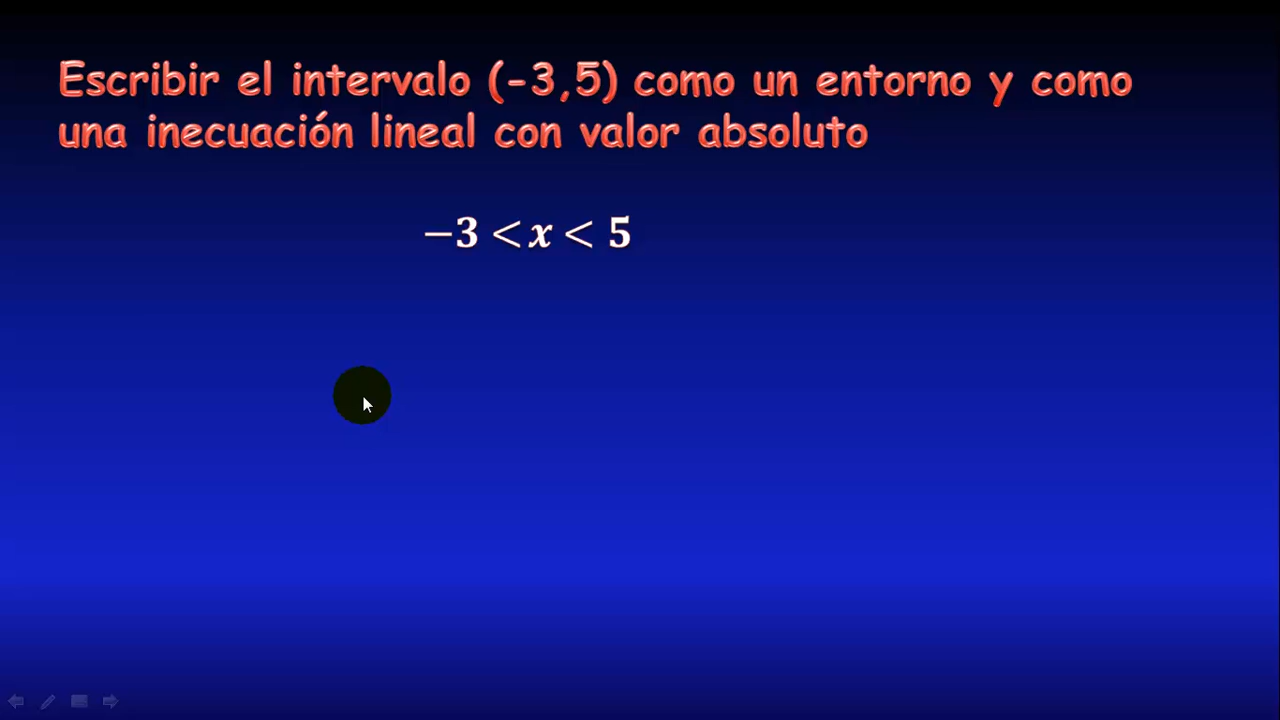 Escribir el intervalo (-3,5) como un entorno y como
una inecuación lineal con valor absoluto
−3 < x < 5